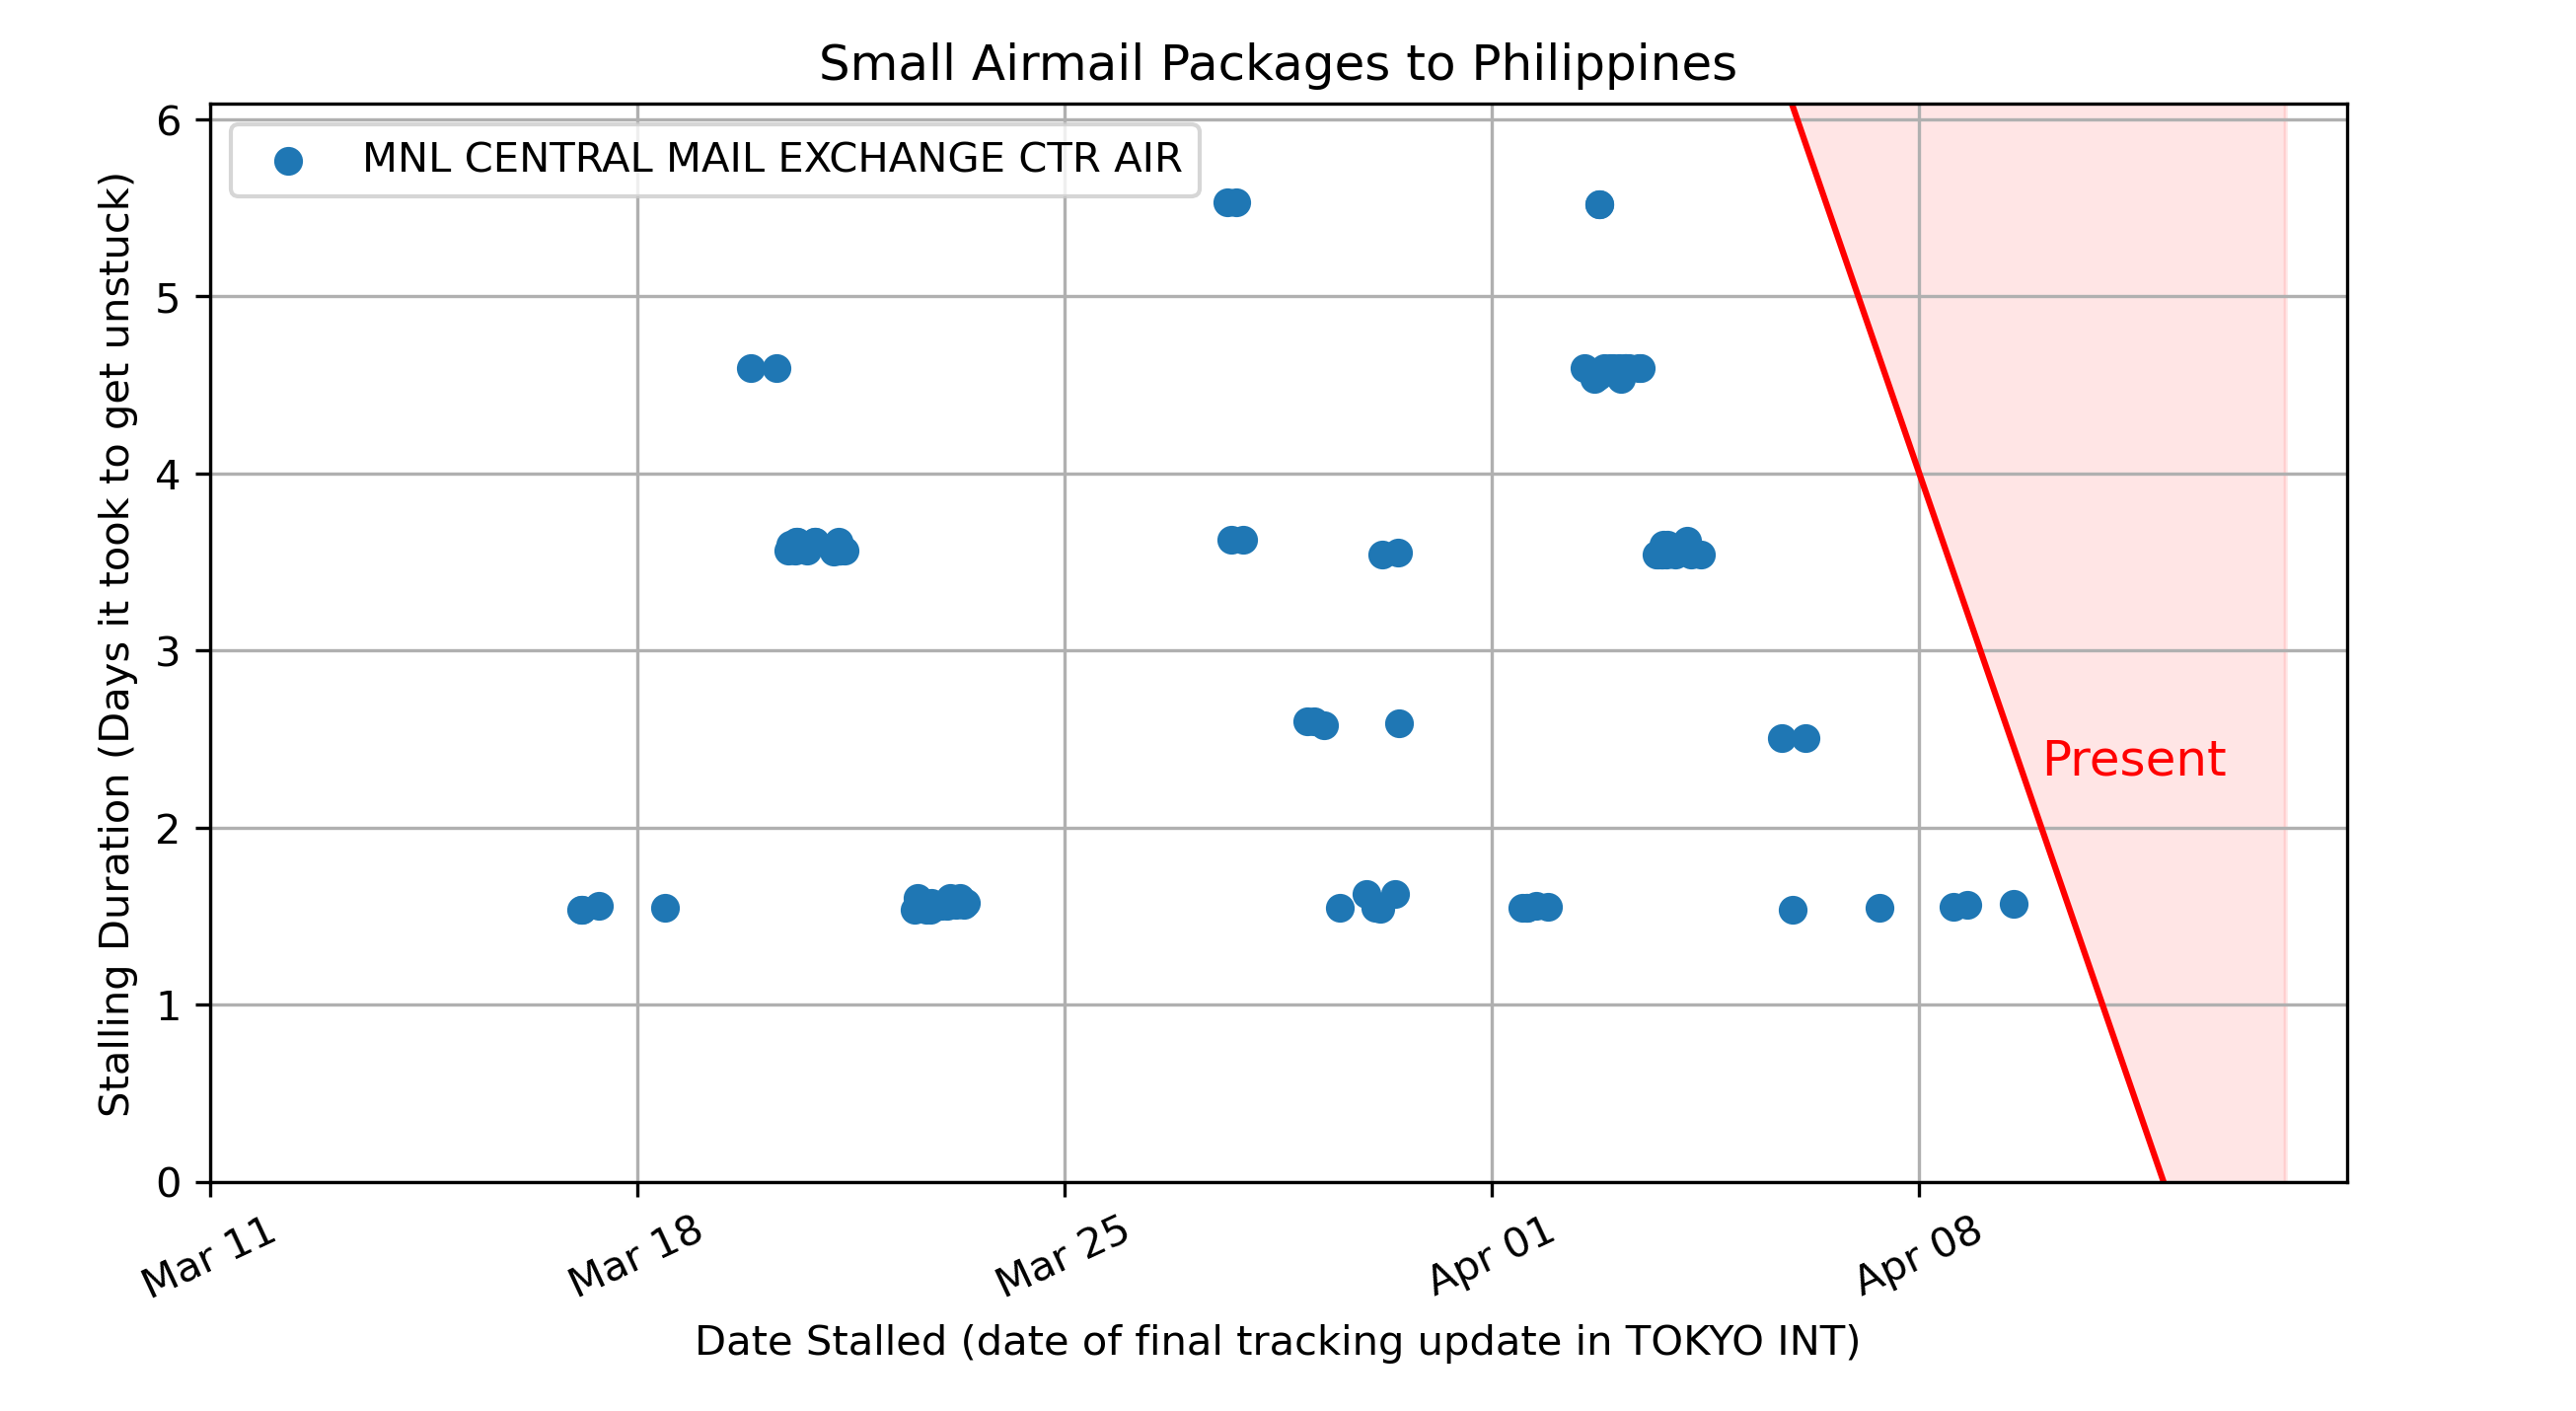 Small Airmail Packages to Philippines
MNL CENTRAL MAIL EXCHANGE CTR AIR
Stalling Duration (Days it took to get unstuck)
6
5
4
3
2
1
0
Present
Mar 11
Mar 18
Mar 25
Apr 01
Apr 08
Date Stalled (date of final tracking update in TOKYO INT)